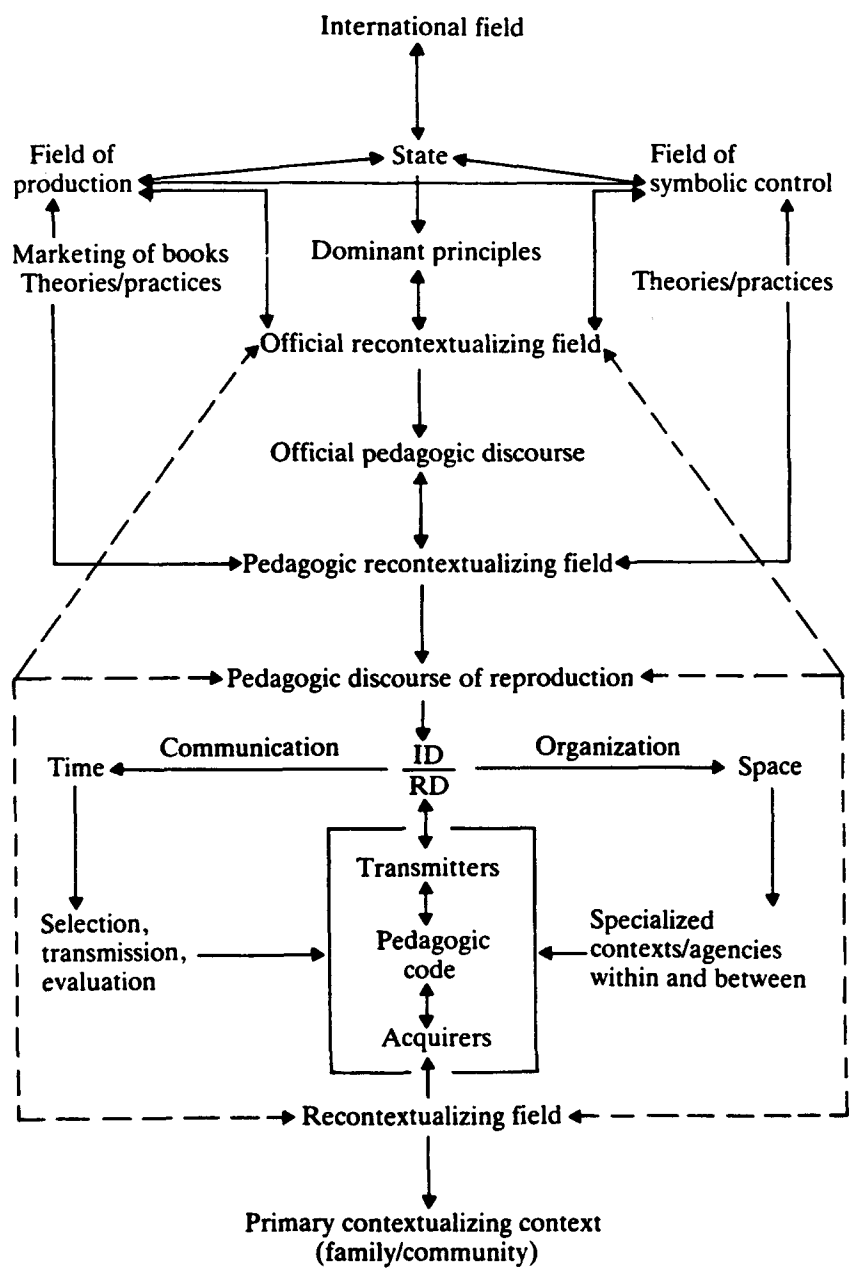 International field
Field of
production
State
Field of
symbolic control
Marketing of books
Theories/practices
Dominant principles
Theories/practices
Official recontextualizing field
Official pedagogic discourse
Pedagogic recontextualizing field
Pedagogic discourse of reproduction
Communication
Organization
Time
ID
RD
Space
Transmitters
Selection,
transmission,
evaluation
Pedagogic
code
Specialized
contexts/agencies
within and between
Acquirers
Recontextualizing field
Primary contextualizing context
(family/community)